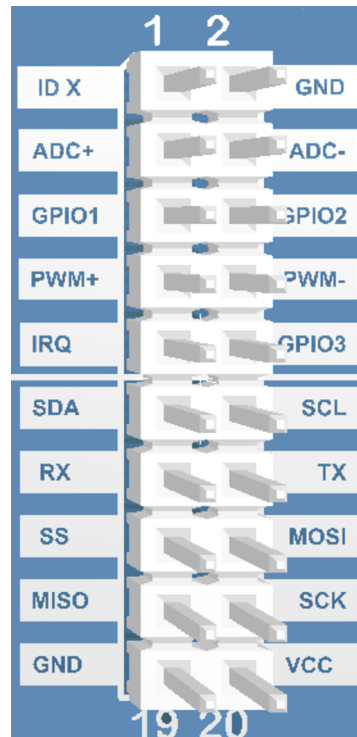 1 2
ID X GND
ADC+ ADC-
GPIO1 GPIO2
PWM+ PWM-
IRQ GPIO3
SDA SCL
RX TX
SS MOSI
MISO SCK
GND VCC
19 20